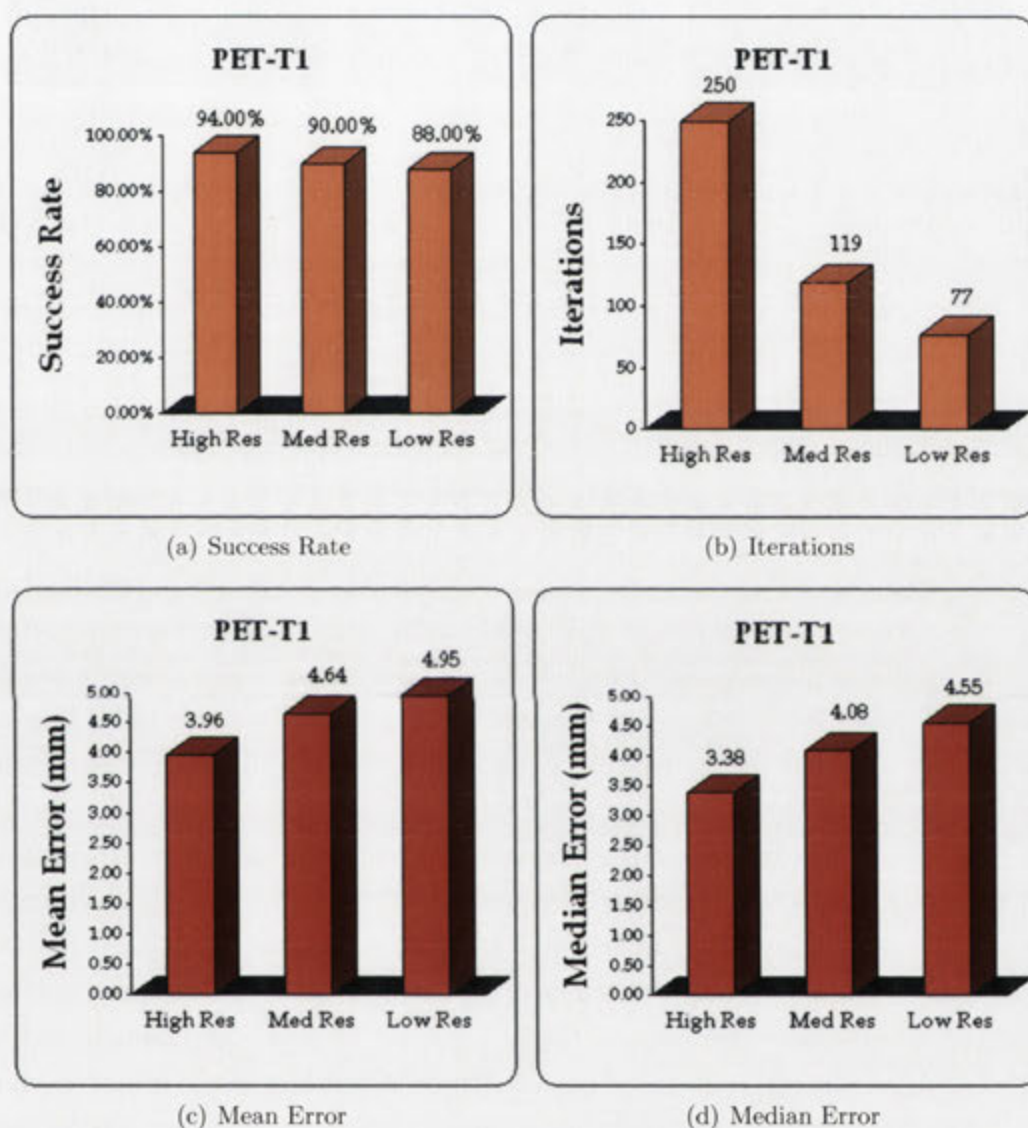 PET-T1
94.00%
90.00%
88.00%
100.00%
80.00%
60.00%
40.00%
20.00%
0.00%
Success Rate
High Res Med Res Low Res
(a) Success Rate
PET-T1
250
119
77
250
200
150
100
50
0
Iterations
High Res Med Res Low Res
(b) Iterations
PET-T1
3.96
4.64
4.95
5.00
4.50
4.00
3.50
3.00
2.50
2.00
1.50
1.00
0.50
0.00
Mean Error (mm)
High Res Med Res Low Res
(c) Mean Error
PET-T1
3.38
4.08
4.55
5.00
4.50
4.00
3.50
3.00
2.50
2.00
1.50
1.00
0.50
0.00
Median Error (mm)
High Res Med Res Low Res
(d) Median Error